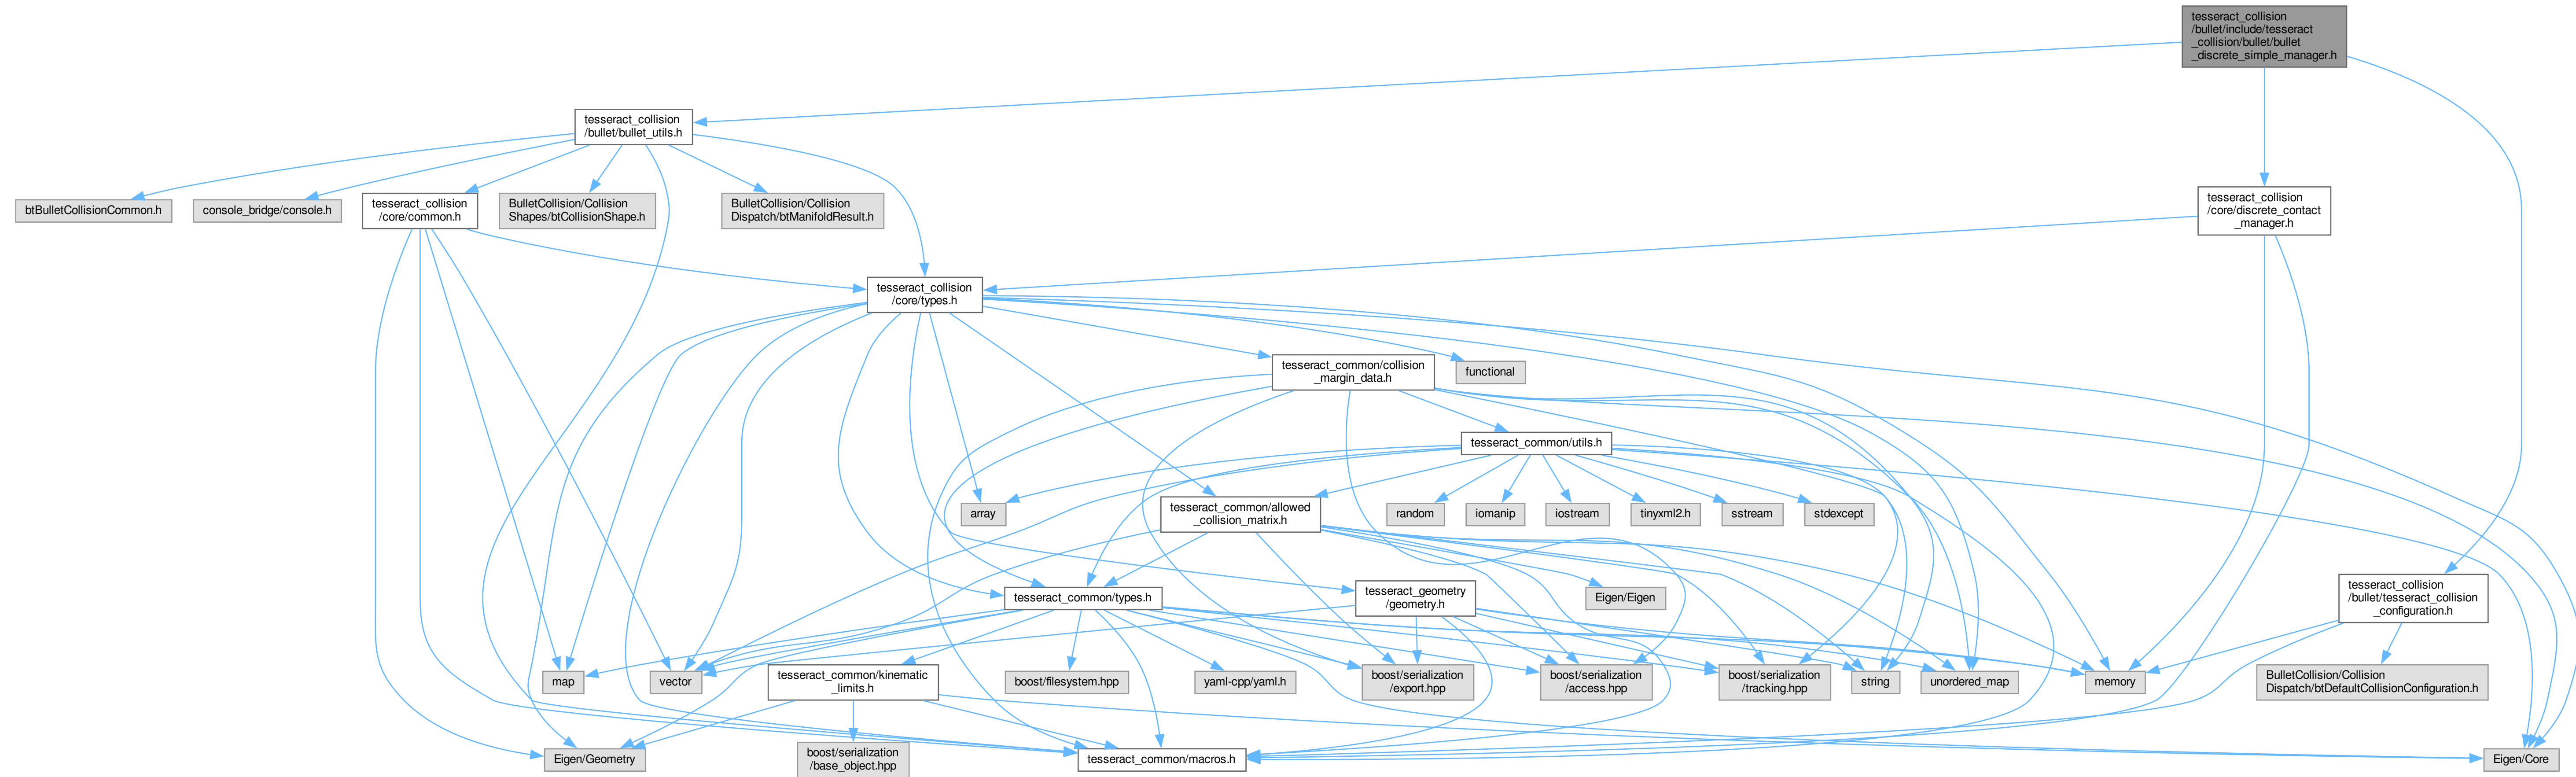 tesseract_collision
/bullet/include/tesseract
_collision/bullet/bullet
_discrete_simple_manager.h
tesseract_collision
/bullet/bullet_utils.h
btBulletCollisionCommon.h
console_bridge/console.h
tesseract_collision
/core/common.h
BulletCollision/Collision
Shapes/btCollisionShape.h
BulletCollision/Collision
Dispatch/btManifoldResult.h
tesseract_collision
/core/discrete_contact
_manager.h
tesseract_collision
/core/types.h
tesseract_common/collision
_margin_data.h
functional
tesseract_common/utils.h
array
tesseract_common/allowed
_collision_matrix.h
random
iomanip
iostream
tinyxml2.h
sstream
stdexcept
tesseract_common/types.h
tesseract_geometry
/geometry.h
Eigen/Eigen
tesseract_collision
/bullet/tesseract_collision
_configuration.h
map
vector
tesseract_common/kinematic
_limits.h
boost/filesystem.hpp
yaml-cpp/yaml.h
boost/serialization
/export.hpp
boost/serialization
/access.hpp
boost/serialization
/tracking.hpp
string
unordered_map
memory
BulletCollision/Collision
Dispatch/btDefaultCollisionConfiguration.h
Eigen/Geometry
boost/serialization
/base_object.hpp
tesseract_common/macros.h
Eigen/Core